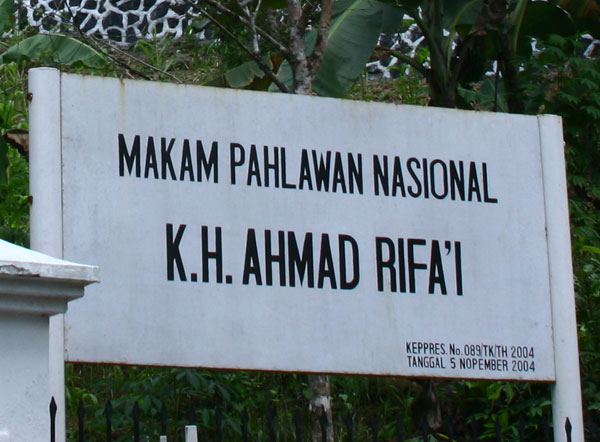 MAKAM PAHLAWAN NASIONAL
K.H. AHMAD RIFA'I
KEPPRES. No. 089/TK/TH 2004
TANGGAL 5 NOPEMBER 2004